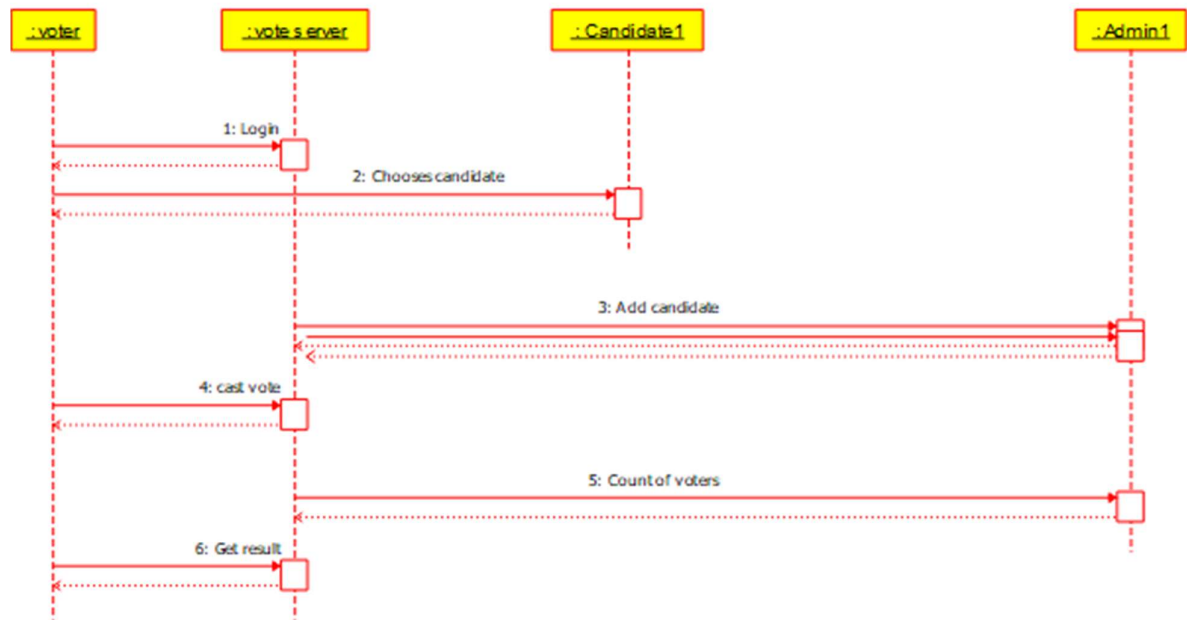 : voter
: vote server
: Candidate1
: Admin1
1: Login
2: Chooses candidate
3: Add candidate
4: cast vote
5: Count of voters
6: Get result